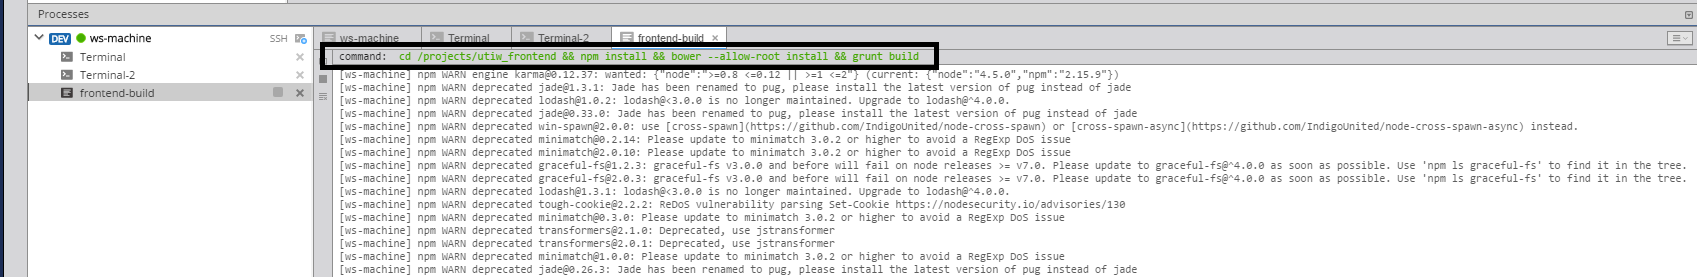 Processes
DEV ws-machine SSH
Terminal
Terminal-2
frontend-build
ws-machine Terminal Terminal-2 frontend-build
command: cd /projects/utiw_frontend && npm install && bower --allow-root install && grunt build
[ws-machine] npm WARN engine karma@0.12.37: wanted: {"node":">=0.8 <=0.12 || >=1 <=2"} (current: {"node":"4.5.0","npm":"2.15.9"})
[ws-machine] npm WARN deprecated jade@1.3.1: Jade has been renamed to pug, please install the latest version of pug instead of jade
[ws-machine] npm WARN deprecated lodash@1.0.2: lodash@<3.0.0 is no longer maintained. Upgrade to lodash@^4.0.0.
[ws-machine] npm WARN deprecated jade@0.33.0: Jade has been renamed to pug, please install the latest version of pug instead of jade
[ws-machine] npm WARN deprecated win-spawn@2.0.0: use [cross-spawn](https://github.com/IndigoUnited/node-cross-spawn) or [cross-spawn-async](https://github.com/IndigoUnited/node-cross-spawn-async) instead.
[ws-machine] npm WARN deprecated minimatch@0.2.14: Please update to minimatch 3.0.2 or higher to avoid a RegExp DoS issue
[ws-machine] npm WARN deprecated minimatch@2.0.10: Please update to minimatch 3.0.2 or higher to avoid a RegExp DoS issue
[ws-machine] npm WARN deprecated graceful-fs@1.2.3: graceful-fs v3.0.0 and before will fail on node releases >= v7.0. Please update to graceful-fs@^4.0.0 as soon as possible. Use 'npm ls graceful-fs' to find it in the tree.
[ws-machine] npm WARN deprecated graceful-fs@2.0.3: graceful-fs v3.0.0 and before will fail on node releases >= v7.0. Please update to graceful-fs@^4.0.0 as soon as possible. Use 'npm ls graceful-fs' to find it in the tree.
[ws-machine] npm WARN deprecated lodash@1.3.1: lodash@<3.0.0 is no longer maintained. Upgrade to lodash@^4.0.0.
[ws-machine] npm WARN deprecated tough-cookie@2.2.2: ReDoS vulnerability parsing Set-Cookie https://nodesecurity.io/advisories/130
[ws-machine] npm WARN deprecated minimatch@0.3.0: Please update to minimatch 3.0.2 or higher to avoid a RegExp DoS issue
[ws-machine] npm WARN deprecated transformers@2.1.0: Deprecated, use jstransformer
[ws-machine] npm WARN deprecated transformers@2.0.1: Deprecated, use jstransformer
[ws-machine] npm WARN deprecated minimatch@1.0.0: Please update to minimatch 3.0.2 or higher to avoid a RegExp DoS issue
[ws-machine] npm WARN deprecated jade@0.26.3: Jade has been renamed to pug, please install the latest version of pug instead of jade